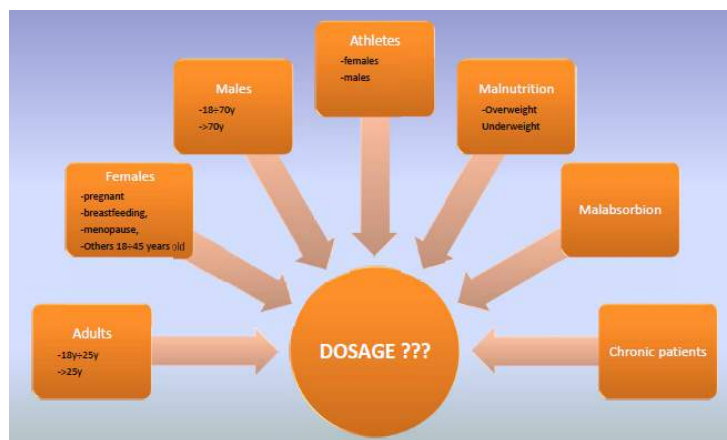 Athletes
-females
-males
Males
-18÷70y
->70y
Malnutrition
-Overweight
Underweight
Females
-pregnant
-breastfeeding,
-menopause,
-Others 18÷45 years old
Malabsorbion
Adults
-18y÷25y
->25y
DOSAGE ???
Chronic patients